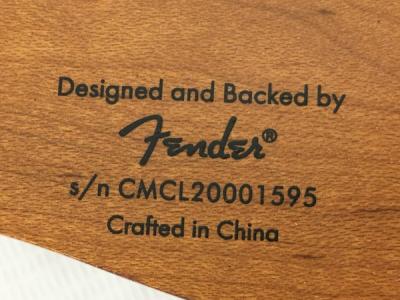 Designed and Backed by
Fender®
s/n CMCL20001595
Crafted in China